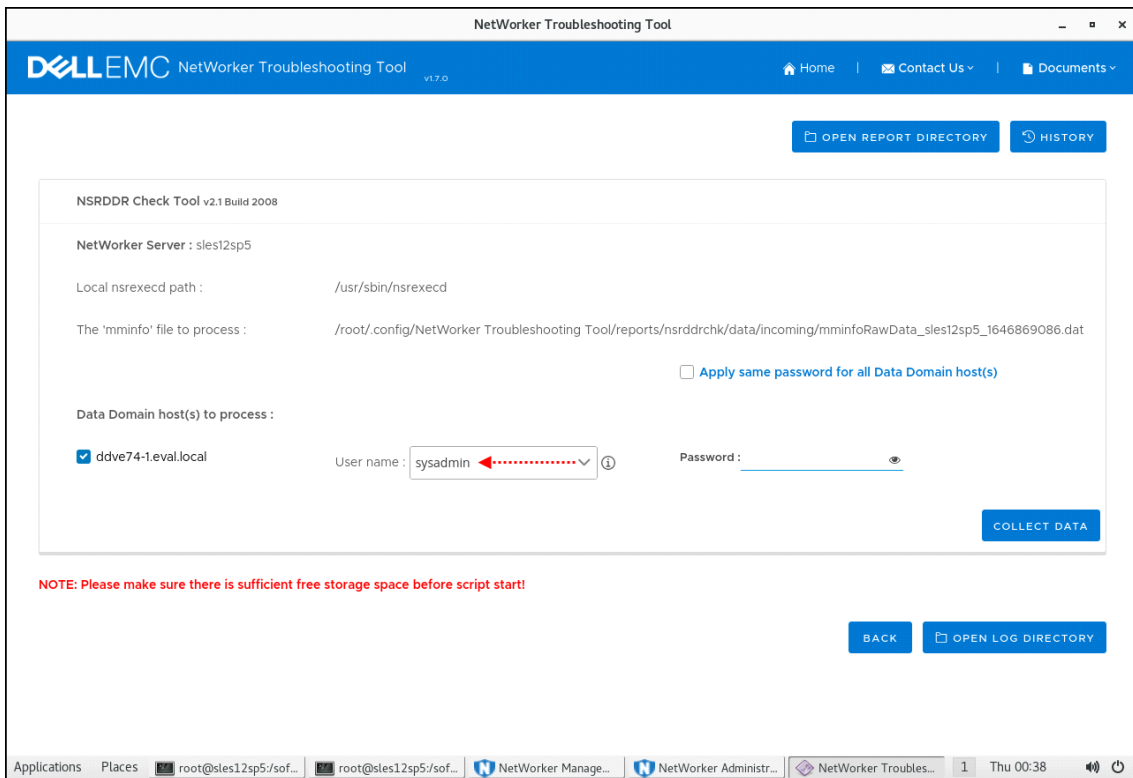 NetWorker Troubleshooting Tool
DELLEMC NetWorker Troubleshooting Tool v1.7.0 Home | Contact Us | Documents
OPEN REPORT DIRECTORY HISTORY
NSRDDR Check Tool v2.1 Build 2008
NetWorker Server : sles12sp5
Local nsrexecd path : /usr/sbin/nsrexecd
The 'mminfo' file to process : /root/.config/NetWorker Troubleshooting Tool/reports/nsrddrchk/data/incoming/mminfoRawData_sles12sp5_1646869086.dat
Apply same password for all Data Domain host(s)
Data Domain host(s) to process :
ddve74-1.eval.local User name : sysadmin Password :
COLLECT DATA
NOTE: Please make sure there is sufficient free storage space before script start!
BACK OPEN LOG DIRECTORY
Applications Places root@sles12sp5:/sof... root@sles12sp5:/sof... NetWorker Manage... NetWorker Administr... NetWorker Troubles... 1 Thu 00:38